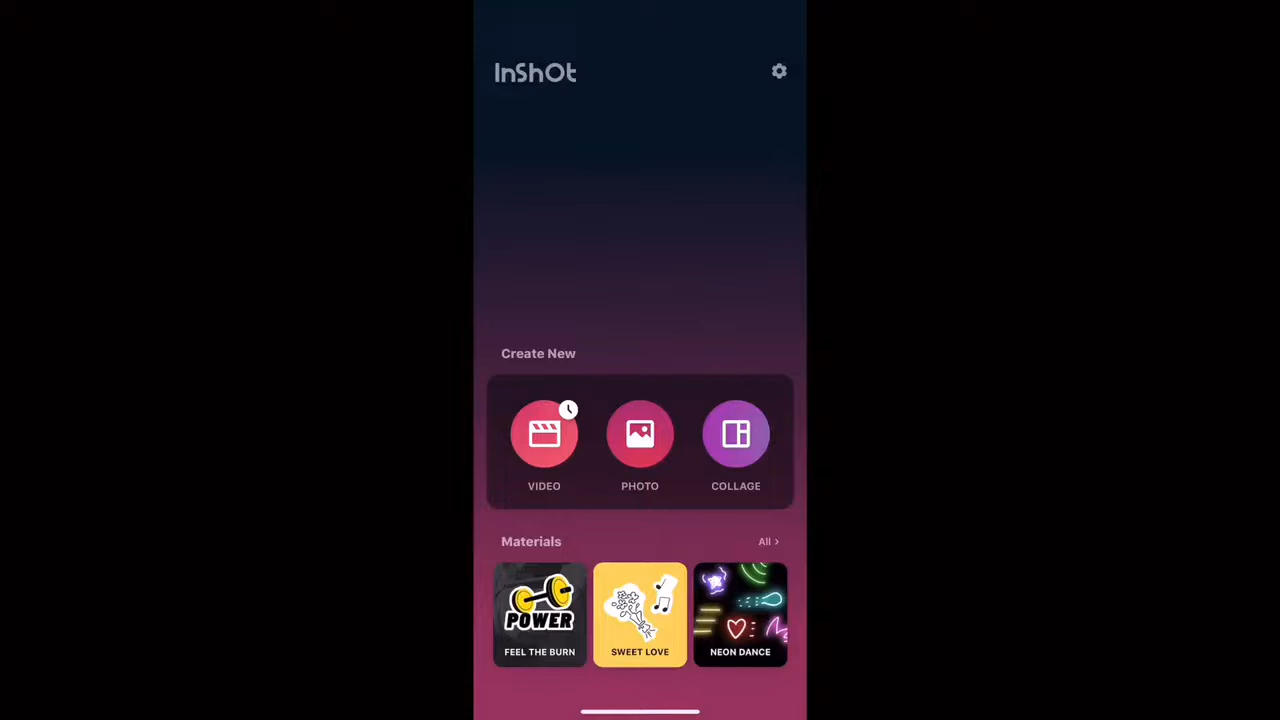 InShOt
Create New
VIDEO PHOTO COLLAGE
Materials All >
POWER
FEEL THE BURN SWEET LOVE NEON DANCE